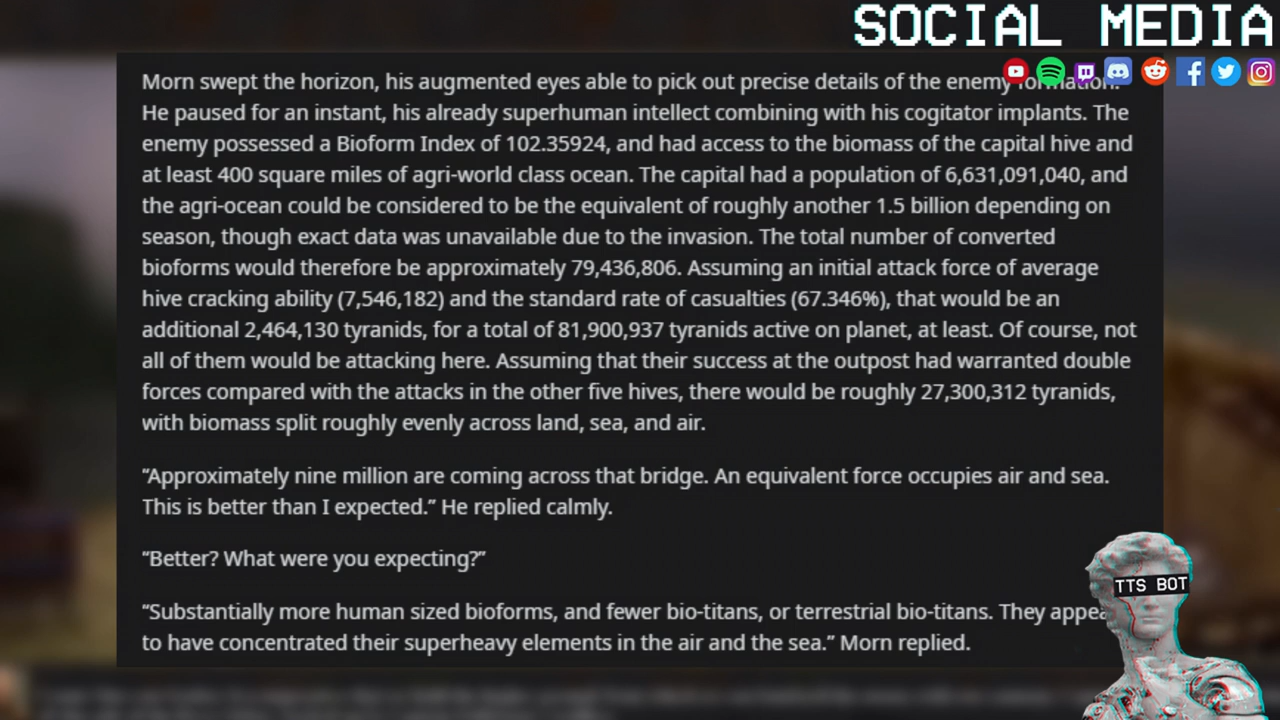 SOCIAL MEDIA
Morn swept the horizon, his augmented eyes able to pick out precise details of the enemy formation.
He paused for an instant, his already superhuman intellect combining with his cogitator implants. The
enemy possessed a Bioform Index of 102.35924, and had access to the biomass of the capital hive and
at least 400 square miles of agri-world class ocean. The capital had a population of 6,631,091,040, and
the agri-ocean could be considered to be the equivalent of roughly another 1.5 billion depending on
season, though exact data was unavailable due to the invasion. The total number of converted
bioforms would therefore be approximately 79,436,806. Assuming an initial attack force of average
hive cracking ability (7,546,182) and the standard rate of casualties (67.346%), that would be an
additional 2,464,130 tyranids, for a total of 81,900,937 tyranids active on planet, at least. Of course, not
all of them would be attacking here. Assuming that their success at the outpost had warranted double
forces compared with the attacks in the other five hives, there would be roughly 27,300,312 tyranids,
with biomass split roughly evenly across land, sea, and air.
“Approximately nine million are coming across that bridge. An equivalent force occupies air and sea.
This is better than I expected.” He replied calmly.
“Better? What were you expecting?”
“Substantially more human sized bioforms, and fewer bio-titans, or terrestrial bio-titans. They appea
to have concentrated their superheavy elements in the air and the sea.” Morn replied.
TTS BOT